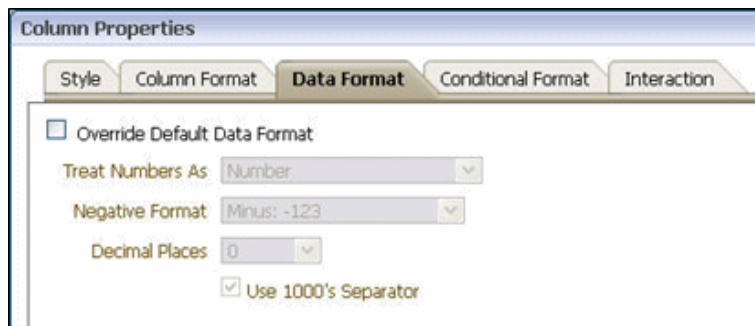 Column Properties
Style Column Format Data Format Conditional Format Interaction
Override Default Data Format
Treat Numbers As Number
Negative Format Minus: -123
Decimal Places 0
Use 1000's Separator